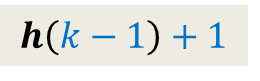 h(k − 1) + 1